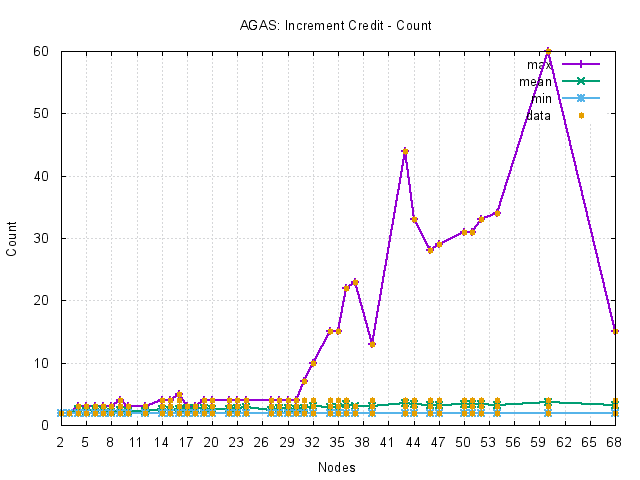 AGAS: Increment Credit - Count
60
50
40
30
20
10
0
Count
max
mean
min
data
2 5 8 11 14 17 20 23 26 29 32 35 38 41 44 47 50 53 56 59 62 65 68
Nodes